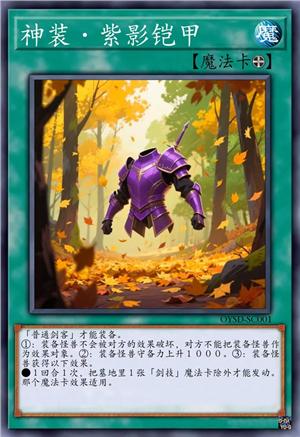 神装·紫影铠甲
魔
【魔法卡】
OYSD-SC001
「普通剑客」才能装备。
①：装备怪兽不会被对方的效果破坏，对方不能把装备怪兽作
为效果对象。②：装备怪兽守备力上升１０００。③：装备怪
兽获得以下效果。
●１回合１次，把墓地里１张「剑技」魔法卡除外才能发动。
那个魔法卡效果适用。